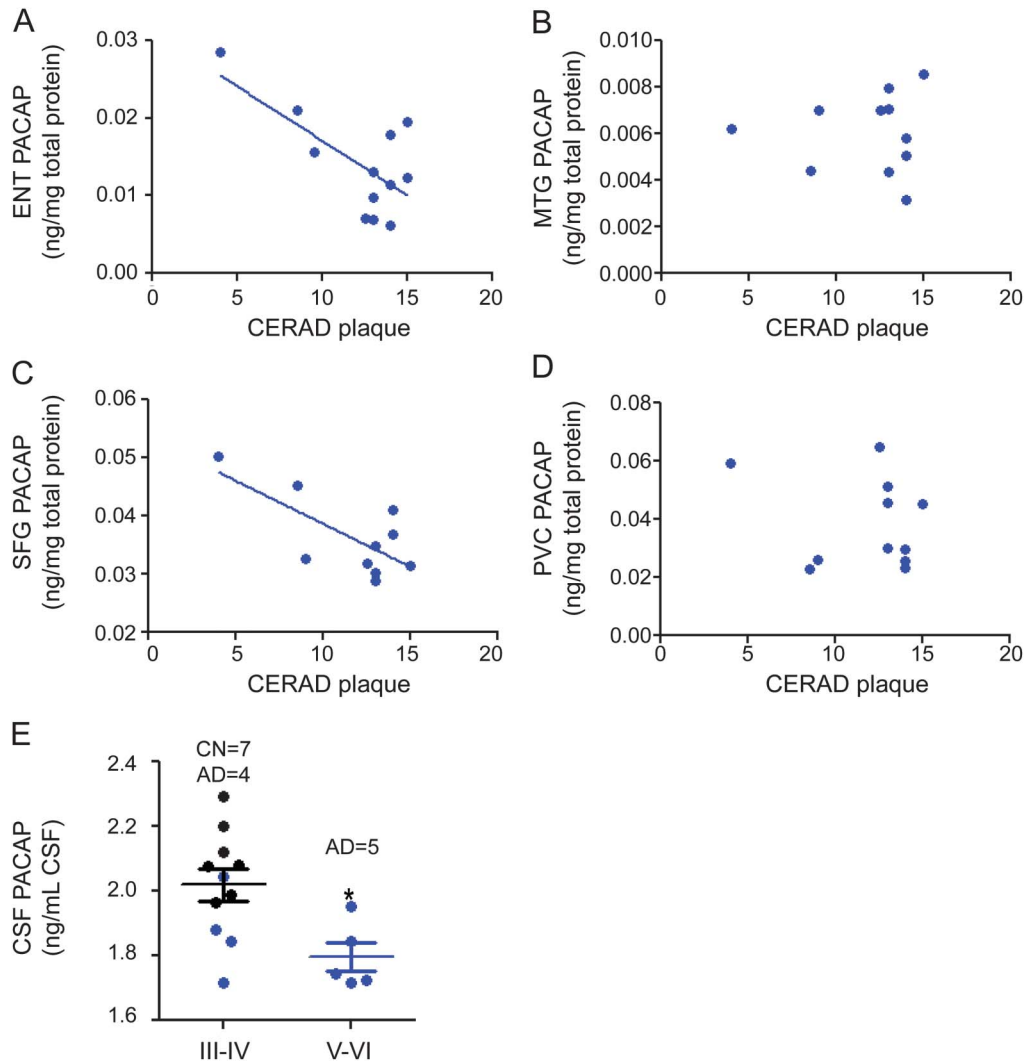 A
ENT PACAP
(ng/mg total protein)
0.03
0.02
0.01
0.00
0 5 10 15 20
CERAD plaque
B
MTG PACAP
(ng/mg total protein)
0.010
0.008
0.006
0.004
0.002
0.000
0 5 10 15 20
CERAD plaque
C
SFG PACAP
(ng/mg total protein)
0.06
0.05
0.04
0.03
0.02
0 5 10 15 20
CERAD plaque
D
PVC PACAP
(ng/mg total protein)
0.08
0.06
0.04
0.02
0.00
0 5 10 15 20
CERAD plaque
E
CSF PACAP
(ng/mL CSF)
2.4
2.2
2.0
1.8
1.6
CN=7
AD=4
AD=5
*
III-IV V-VI